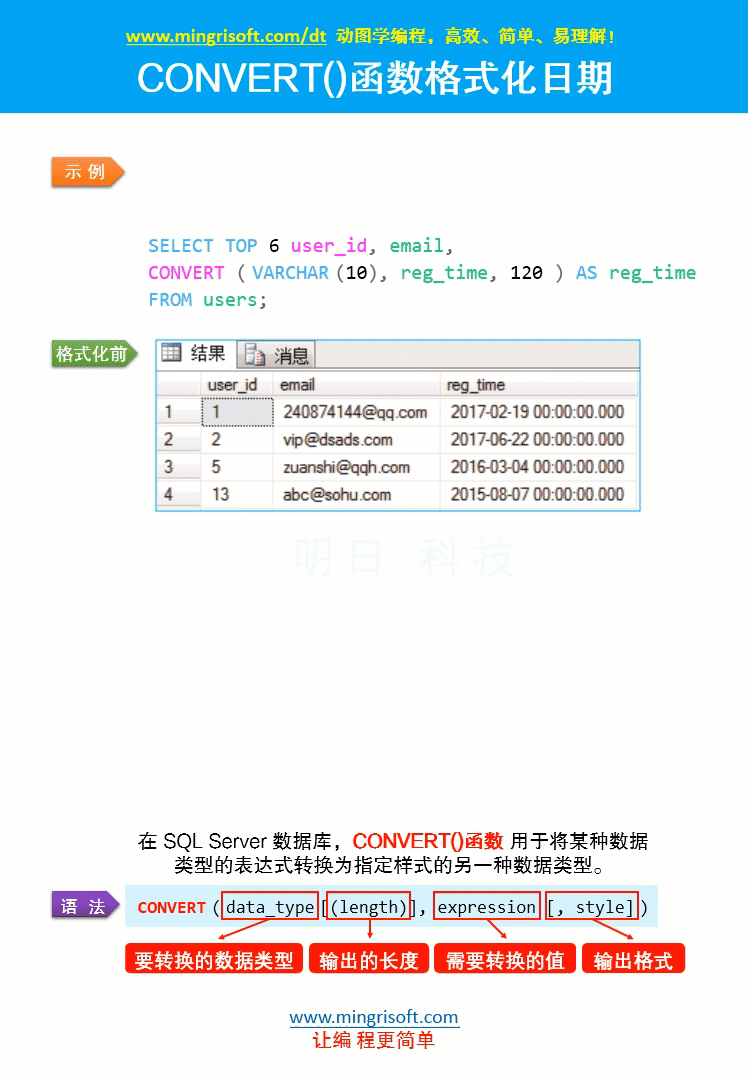 www.mingrisoft.com/dt 动图学编程，高效、简单、易理解！
CONVERT()函数格式化日期
示 例
SELECT TOP 6 user_id, email,
CONVERT ( VARCHAR (10), reg_time, 120 ) AS reg_time
FROM users;
格式化前
结果 消息
user_id email reg_time
1 1 240874144@qq.com 2017-02-19 00:00:00.000
2 2 vip@dsads.com 2017-06-22 00:00:00.000
3 5 zuanshi@qqh.com 2016-03-04 00:00:00.000
4 13 abc@sohu.com 2015-08-07 00:00:00.000
明日 科技
在 SQL Server 数据库，CONVERT()函数 用于将某种数据
类型的表达式转换为指定样式的另一种数据类型。
语 法
CONVERT ( data_type[(length)], expression [, style])
要转换的数据类型 输出的长度 需要转换的值 输出格式
www.mingrisoft.com
让编 程更简单